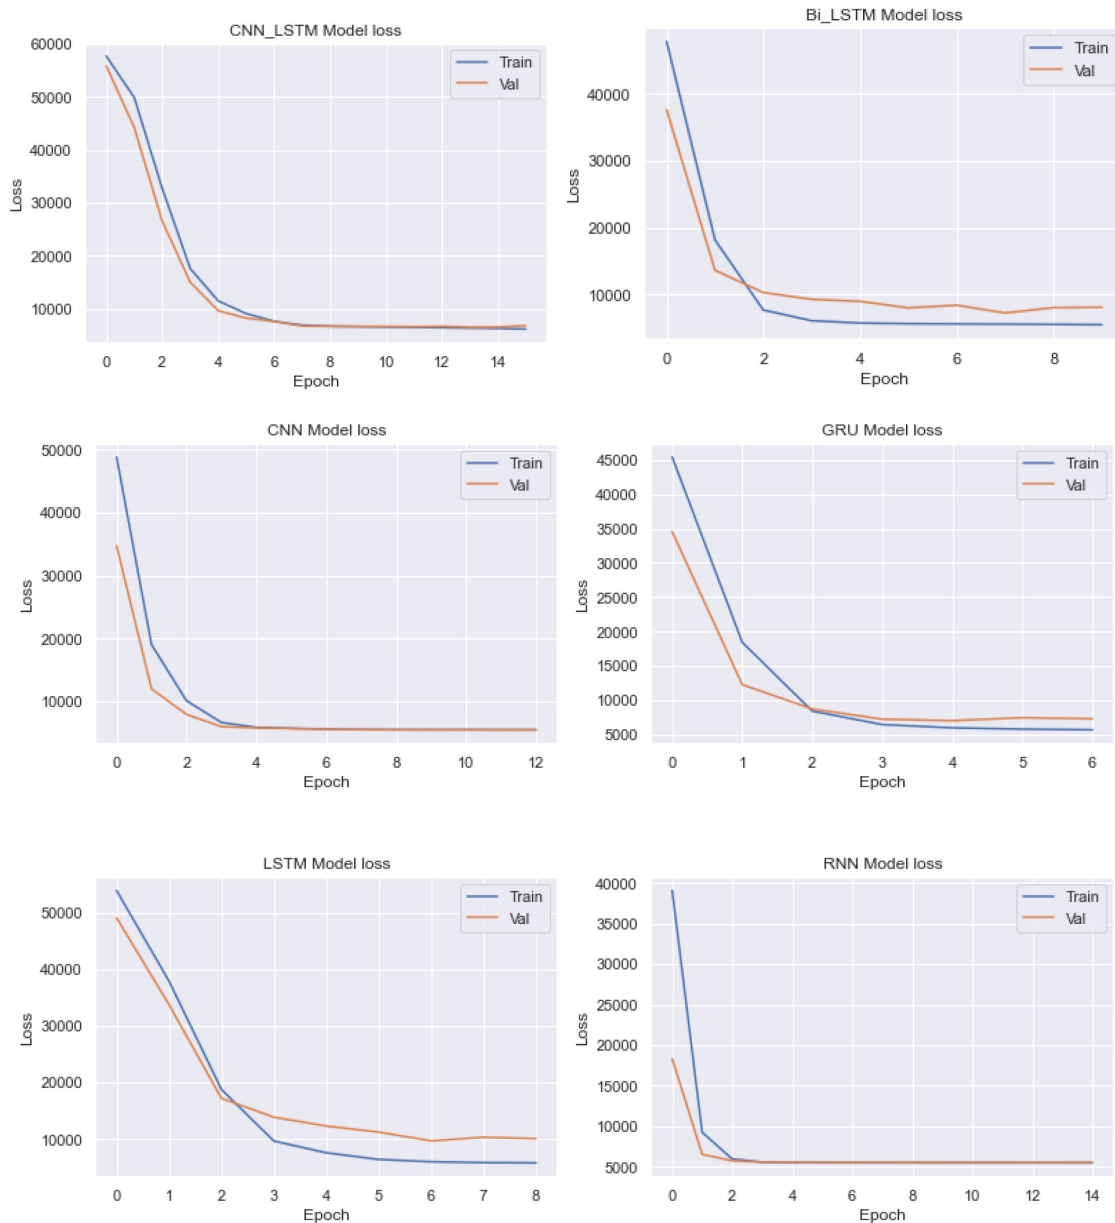 CNN_LSTM Model loss
60000
50000
40000
30000
20000
10000
Loss
Train
Val
0 2 4 6 8 10 12 14
Epoch
Bi_LSTM Model loss
40000
30000
20000
10000
Loss
Train
Val
0 2 4 6 8
Epoch
CNN Model loss
50000
40000
30000
20000
10000
Loss
Train
Val
0 2 4 6 8 10 12
Epoch
GRU Model loss
45000
40000
35000
30000
25000
20000
15000
10000
5000
Loss
Train
Val
0 1 2 3 4 5 6
Epoch
LSTM Model loss
50000
40000
30000
20000
10000
Loss
Train
Val
0 1 2 3 4 5 6 7 8
Epoch
RNN Model loss
40000
35000
30000
25000
20000
15000
10000
5000
Loss
Train
Val
0 2 4 6 8 10 12 14
Epoch